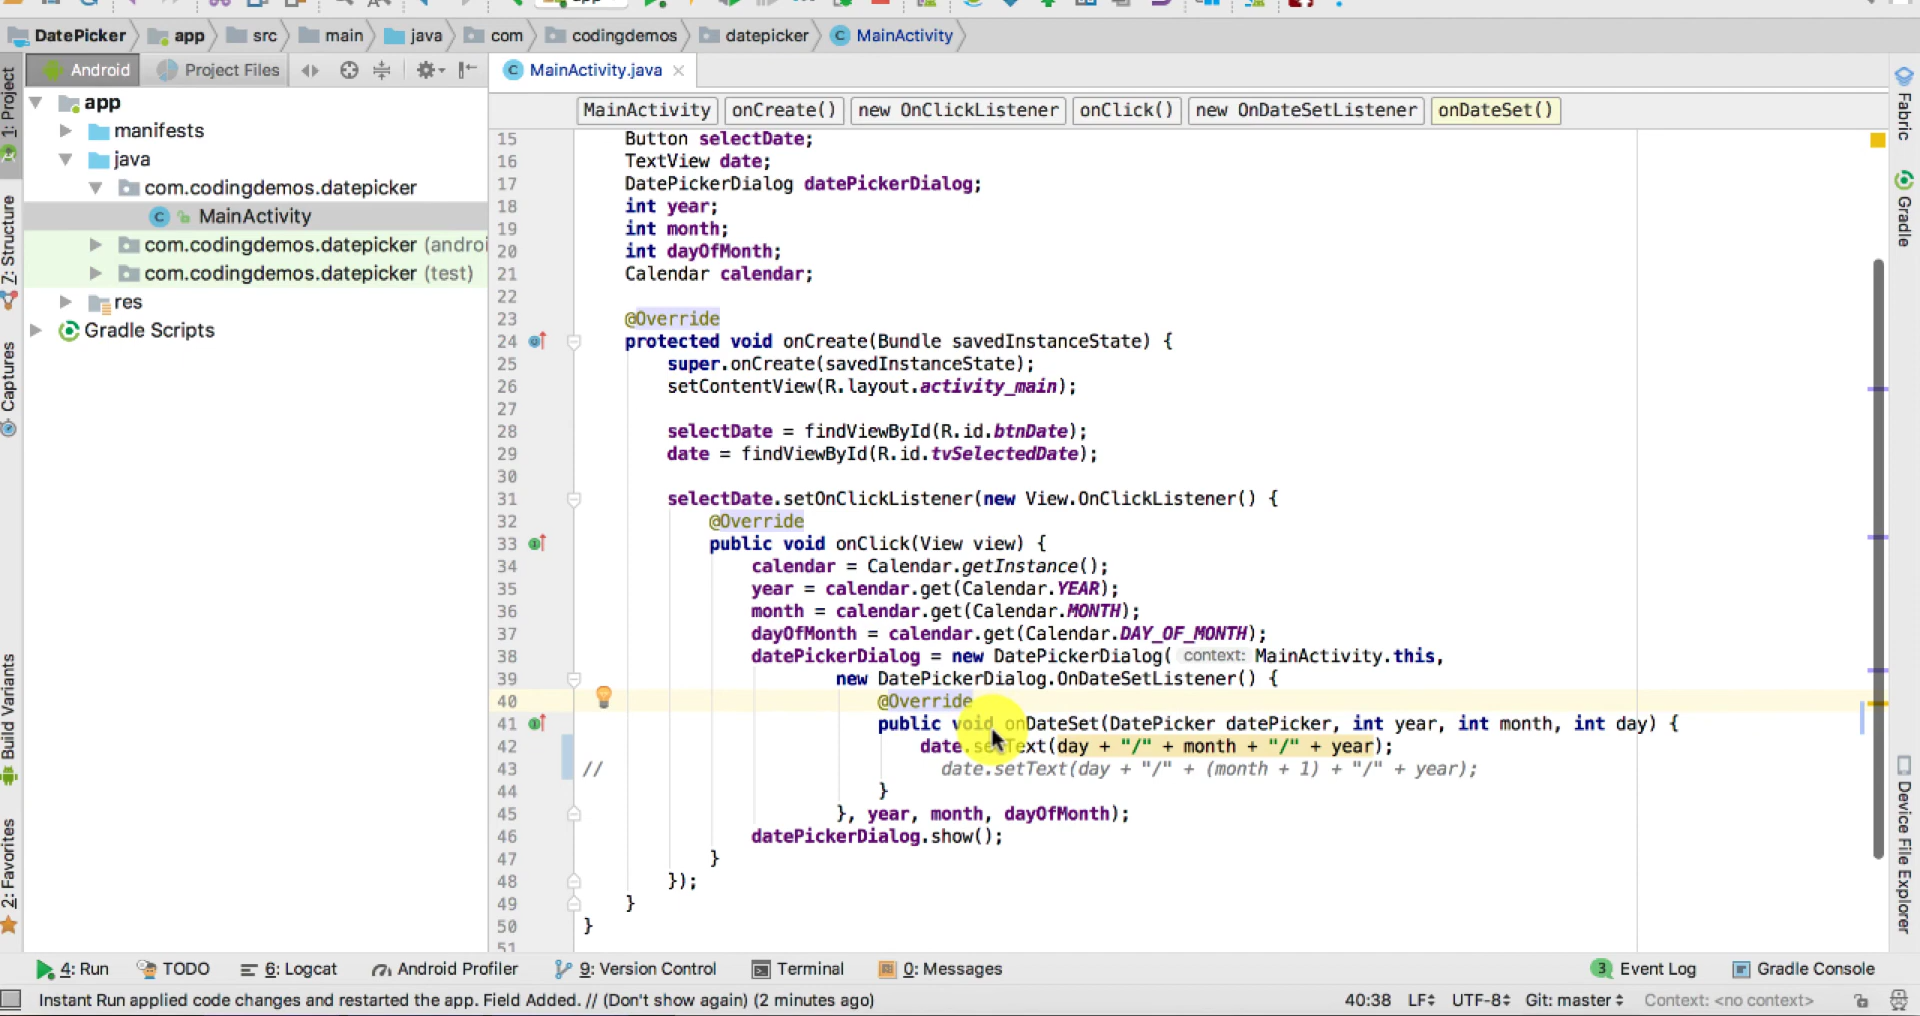 app
DatePicker app src main java com codingdemos datepicker MainActivity
Android Project Files MainActivity.java
MainActivity onCreate() new OnClickListener onClick() new OnDateSetListener onDateSet()
1: Project
7: Structure
Captures
Build Variants
2: Favorites
app
manifests
java
com.codingdemos.datepicker
MainActivity
com.codingdemos.datepicker (androi
com.codingdemos.datepicker (test)
res
Gradle Scripts
15 Button selectDate;
16 TextView date;
17 DatePickerDialog datePickerDialog;
18 int year;
19 int month;
20 int dayOfMonth;
21 Calendar calendar;
22
23 @Override
24 protected void onCreate(Bundle savedInstanceState) {
25 super.onCreate(savedInstanceState);
26 setContentView(R.layout.activity_main);
27
28 selectDate = findViewById(R.id.btnDate);
29 date = findViewById(R.id.tvSelectedDate);
30
31 selectDate.setOnClickListener(new View.OnClickListener() {
32 @Override
33 public void onClick(View view) {
34 calendar = Calendar.getInstance();
35 year = calendar.get(Calendar.YEAR);
36 month = calendar.get(Calendar.MONTH);
37 dayOfMonth = calendar.get(Calendar.DAY_OF_MONTH);
38 datePickerDialog = new DatePickerDialog( context: MainActivity.this,
39 new DatePickerDialog.OnDateSetListener() {
40 @Override
41 public void onDateSet(DatePicker datePicker, int year, int month, int day) {
42 date.setText(day + "/" + month + "/" + year);
43 // date.setText(day + "/" + (month + 1) + "/" + year);
44 }
45 }, year, month, dayOfMonth);
46 datePickerDialog.show();
47 }
48 });
49 }
50 }
51
Fabric
Gradle
Device File Explorer
4: Run TODO 6: Logcat Android Profiler 9: Version Control Terminal 0: Messages 3 Event Log Gradle Console
Instant Run applied code changes and restarted the app. Field Added. // (Don't show again) (2 minutes ago) 40:38 LF UTF-8 Git: master Context: <no context>